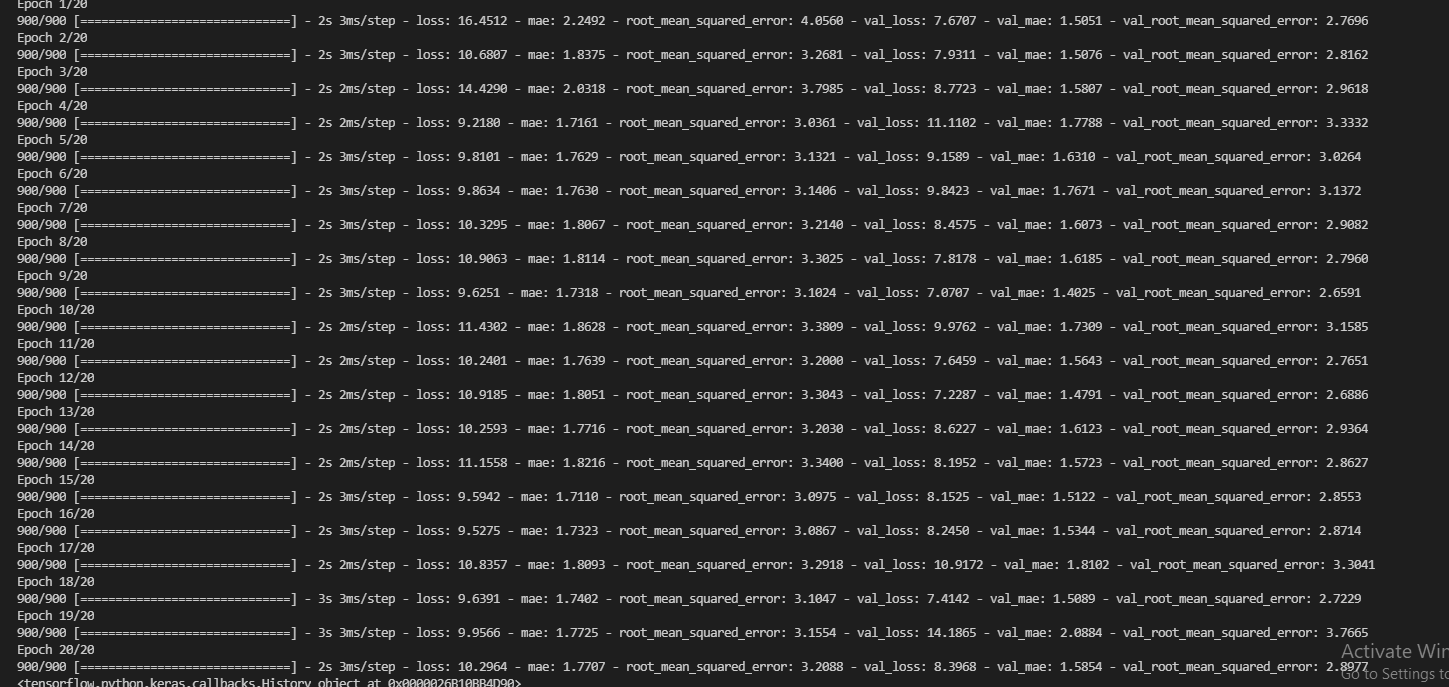 Epoch 1/20
900/900 [==============================] - 2s 3ms/step - loss: 16.4512 - mae: 2.2492 - root_mean_squared_error: 4.0560 - val_loss: 7.6707 - val_mae: 1.5051 - val_root_mean_squared_error: 2.7696
Epoch 2/20
900/900 [==============================] - 2s 3ms/step - loss: 10.6807 - mae: 1.8375 - root_mean_squared_error: 3.2681 - val_loss: 7.9311 - val_mae: 1.5076 - val_root_mean_squared_error: 2.8162
Epoch 3/20
900/900 [==============================] - 2s 2ms/step - loss: 14.4290 - mae: 2.0318 - root_mean_squared_error: 3.7985 - val_loss: 8.7723 - val_mae: 1.5807 - val_root_mean_squared_error: 2.9618
Epoch 4/20
900/900 [==============================] - 2s 2ms/step - loss: 9.2180 - mae: 1.7161 - root_mean_squared_error: 3.0361 - val_loss: 11.1102 - val_mae: 1.7788 - val_root_mean_squared_error: 3.3332
Epoch 5/20
900/900 [==============================] - 2s 3ms/step - loss: 9.8101 - mae: 1.7629 - root_mean_squared_error: 3.1321 - val_loss: 9.1589 - val_mae: 1.6310 - val_root_mean_squared_error: 3.0264
Epoch 6/20
900/900 [==============================] - 2s 3ms/step - loss: 9.8634 - mae: 1.7630 - root_mean_squared_error: 3.1406 - val_loss: 9.8423 - val_mae: 1.7671 - val_root_mean_squared_error: 3.1372
Epoch 7/20
900/900 [==============================] - 2s 3ms/step - loss: 10.3295 - mae: 1.8067 - root_mean_squared_error: 3.2140 - val_loss: 8.4575 - val_mae: 1.6073 - val_root_mean_squared_error: 2.9082
Epoch 8/20
900/900 [==============================] - 2s 3ms/step - loss: 10.9063 - mae: 1.8114 - root_mean_squared_error: 3.3025 - val_loss: 7.8178 - val_mae: 1.6185 - val_root_mean_squared_error: 2.7960
Epoch 9/20
900/900 [==============================] - 2s 3ms/step - loss: 9.6251 - mae: 1.7318 - root_mean_squared_error: 3.1024 - val_loss: 7.0707 - val_mae: 1.4025 - val_root_mean_squared_error: 2.6591
Epoch 10/20
900/900 [==============================] - 2s 2ms/step - loss: 11.4302 - mae: 1.8628 - root_mean_squared_error: 3.3809 - val_loss: 9.9762 - val_mae: 1.7309 - val_root_mean_squared_error: 3.1585
Epoch 11/20
900/900 [==============================] - 2s 2ms/step - loss: 10.2401 - mae: 1.7639 - root_mean_squared_error: 3.2000 - val_loss: 7.6459 - val_mae: 1.5643 - val_root_mean_squared_error: 2.7651
Epoch 12/20
900/900 [==============================] - 2s 2ms/step - loss: 10.9185 - mae: 1.8051 - root_mean_squared_error: 3.3043 - val_loss: 7.2287 - val_mae: 1.4791 - val_root_mean_squared_error: 2.6886
Epoch 13/20
900/900 [==============================] - 2s 2ms/step - loss: 10.2593 - mae: 1.7716 - root_mean_squared_error: 3.2030 - val_loss: 8.6227 - val_mae: 1.6123 - val_root_mean_squared_error: 2.9364
Epoch 14/20
900/900 [==============================] - 2s 2ms/step - loss: 11.1558 - mae: 1.8216 - root_mean_squared_error: 3.3400 - val_loss: 8.1952 - val_mae: 1.5723 - val_root_mean_squared_error: 2.8627
Epoch 15/20
900/900 [==============================] - 2s 3ms/step - loss: 9.5942 - mae: 1.7110 - root_mean_squared_error: 3.0975 - val_loss: 8.1525 - val_mae: 1.5122 - val_root_mean_squared_error: 2.8553
Epoch 16/20
900/900 [==============================] - 2s 3ms/step - loss: 9.5275 - mae: 1.7323 - root_mean_squared_error: 3.0867 - val_loss: 8.2450 - val_mae: 1.5344 - val_root_mean_squared_error: 2.8714
Epoch 17/20
900/900 [==============================] - 2s 2ms/step - loss: 10.8357 - mae: 1.8093 - root_mean_squared_error: 3.2918 - val_loss: 10.9172 - val_mae: 1.8102 - val_root_mean_squared_error: 3.3041
Epoch 18/20
900/900 [==============================] - 3s 3ms/step - loss: 9.6391 - mae: 1.7402 - root_mean_squared_error: 3.1047 - val_loss: 7.4142 - val_mae: 1.5089 - val_root_mean_squared_error: 2.7229
Epoch 19/20
900/900 [==============================] - 3s 3ms/step - loss: 9.9566 - mae: 1.7725 - root_mean_squared_error: 3.1554 - val_loss: 14.1865 - val_mae: 2.0884 - val_root_mean_squared_error: 3.7665
Epoch 20/20
900/900 [==============================] - 2s 2ms/step - loss: 10.2964 - mae: 1.7707 - root_mean_squared_error: 3.2088 - val_loss: 8.3968 - val_mae: 1.5854 - val_root_mean_squared_error: 2.8977
<tensorflow.python.keras.callbacks.History object at 0x0000026B10BB4D90>
Activate Win
Go to Settings to